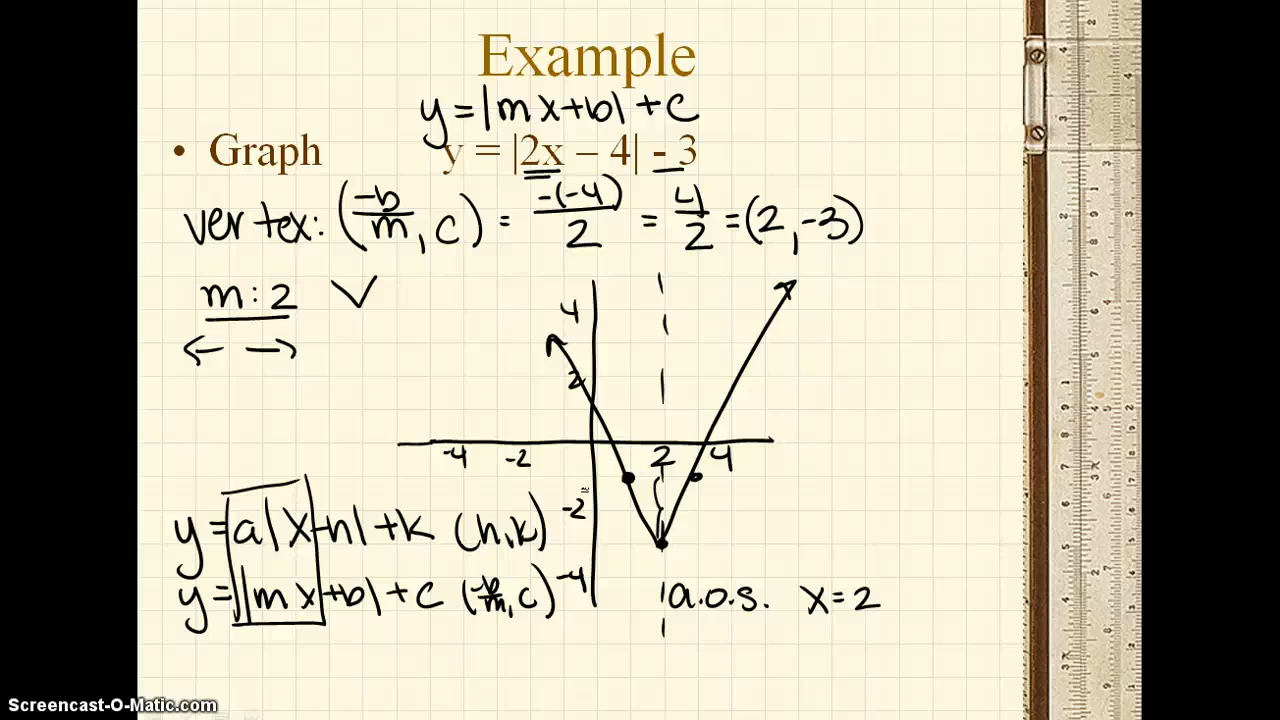 Example
y = |mx+b| + c
• Graph y = |2x – 4| - 3
vertex: (-b/m, c) = -(-4)/2 = 4/2 = (2, -3)
m: 2
4
2
-4 -2 2 4
-2
y = a|x-h| + k (h, k)
-4
y = |mx+b| + c (-b/m, c)
a.o.s. x = 2
Screencast-O-Matic.com